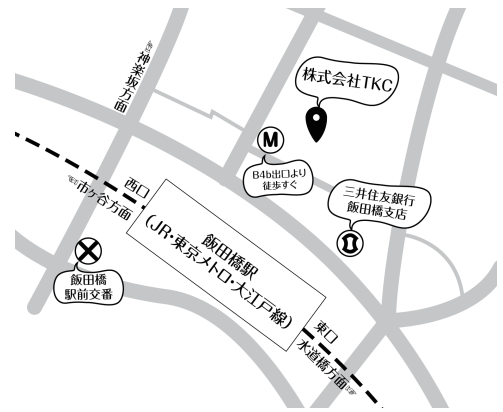 神楽坂方面
株式会社TKC
M
B4b出口より
徒歩すぐ
三井住友銀行
飯田橋支店
西口
市ヶ谷方面
飯田橋駅
(JR・東京メトロ・大江戸線)
飯田橋
駅前交番
東口
水道橋方面